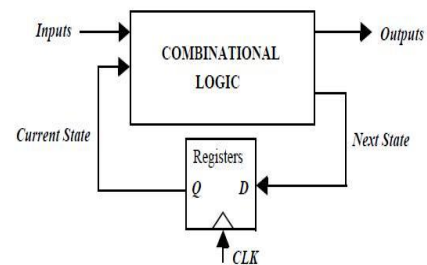 Inputs
COMBINATIONAL
LOGIC
Outputs
Current State
Registers
Q D
Next State
CLK